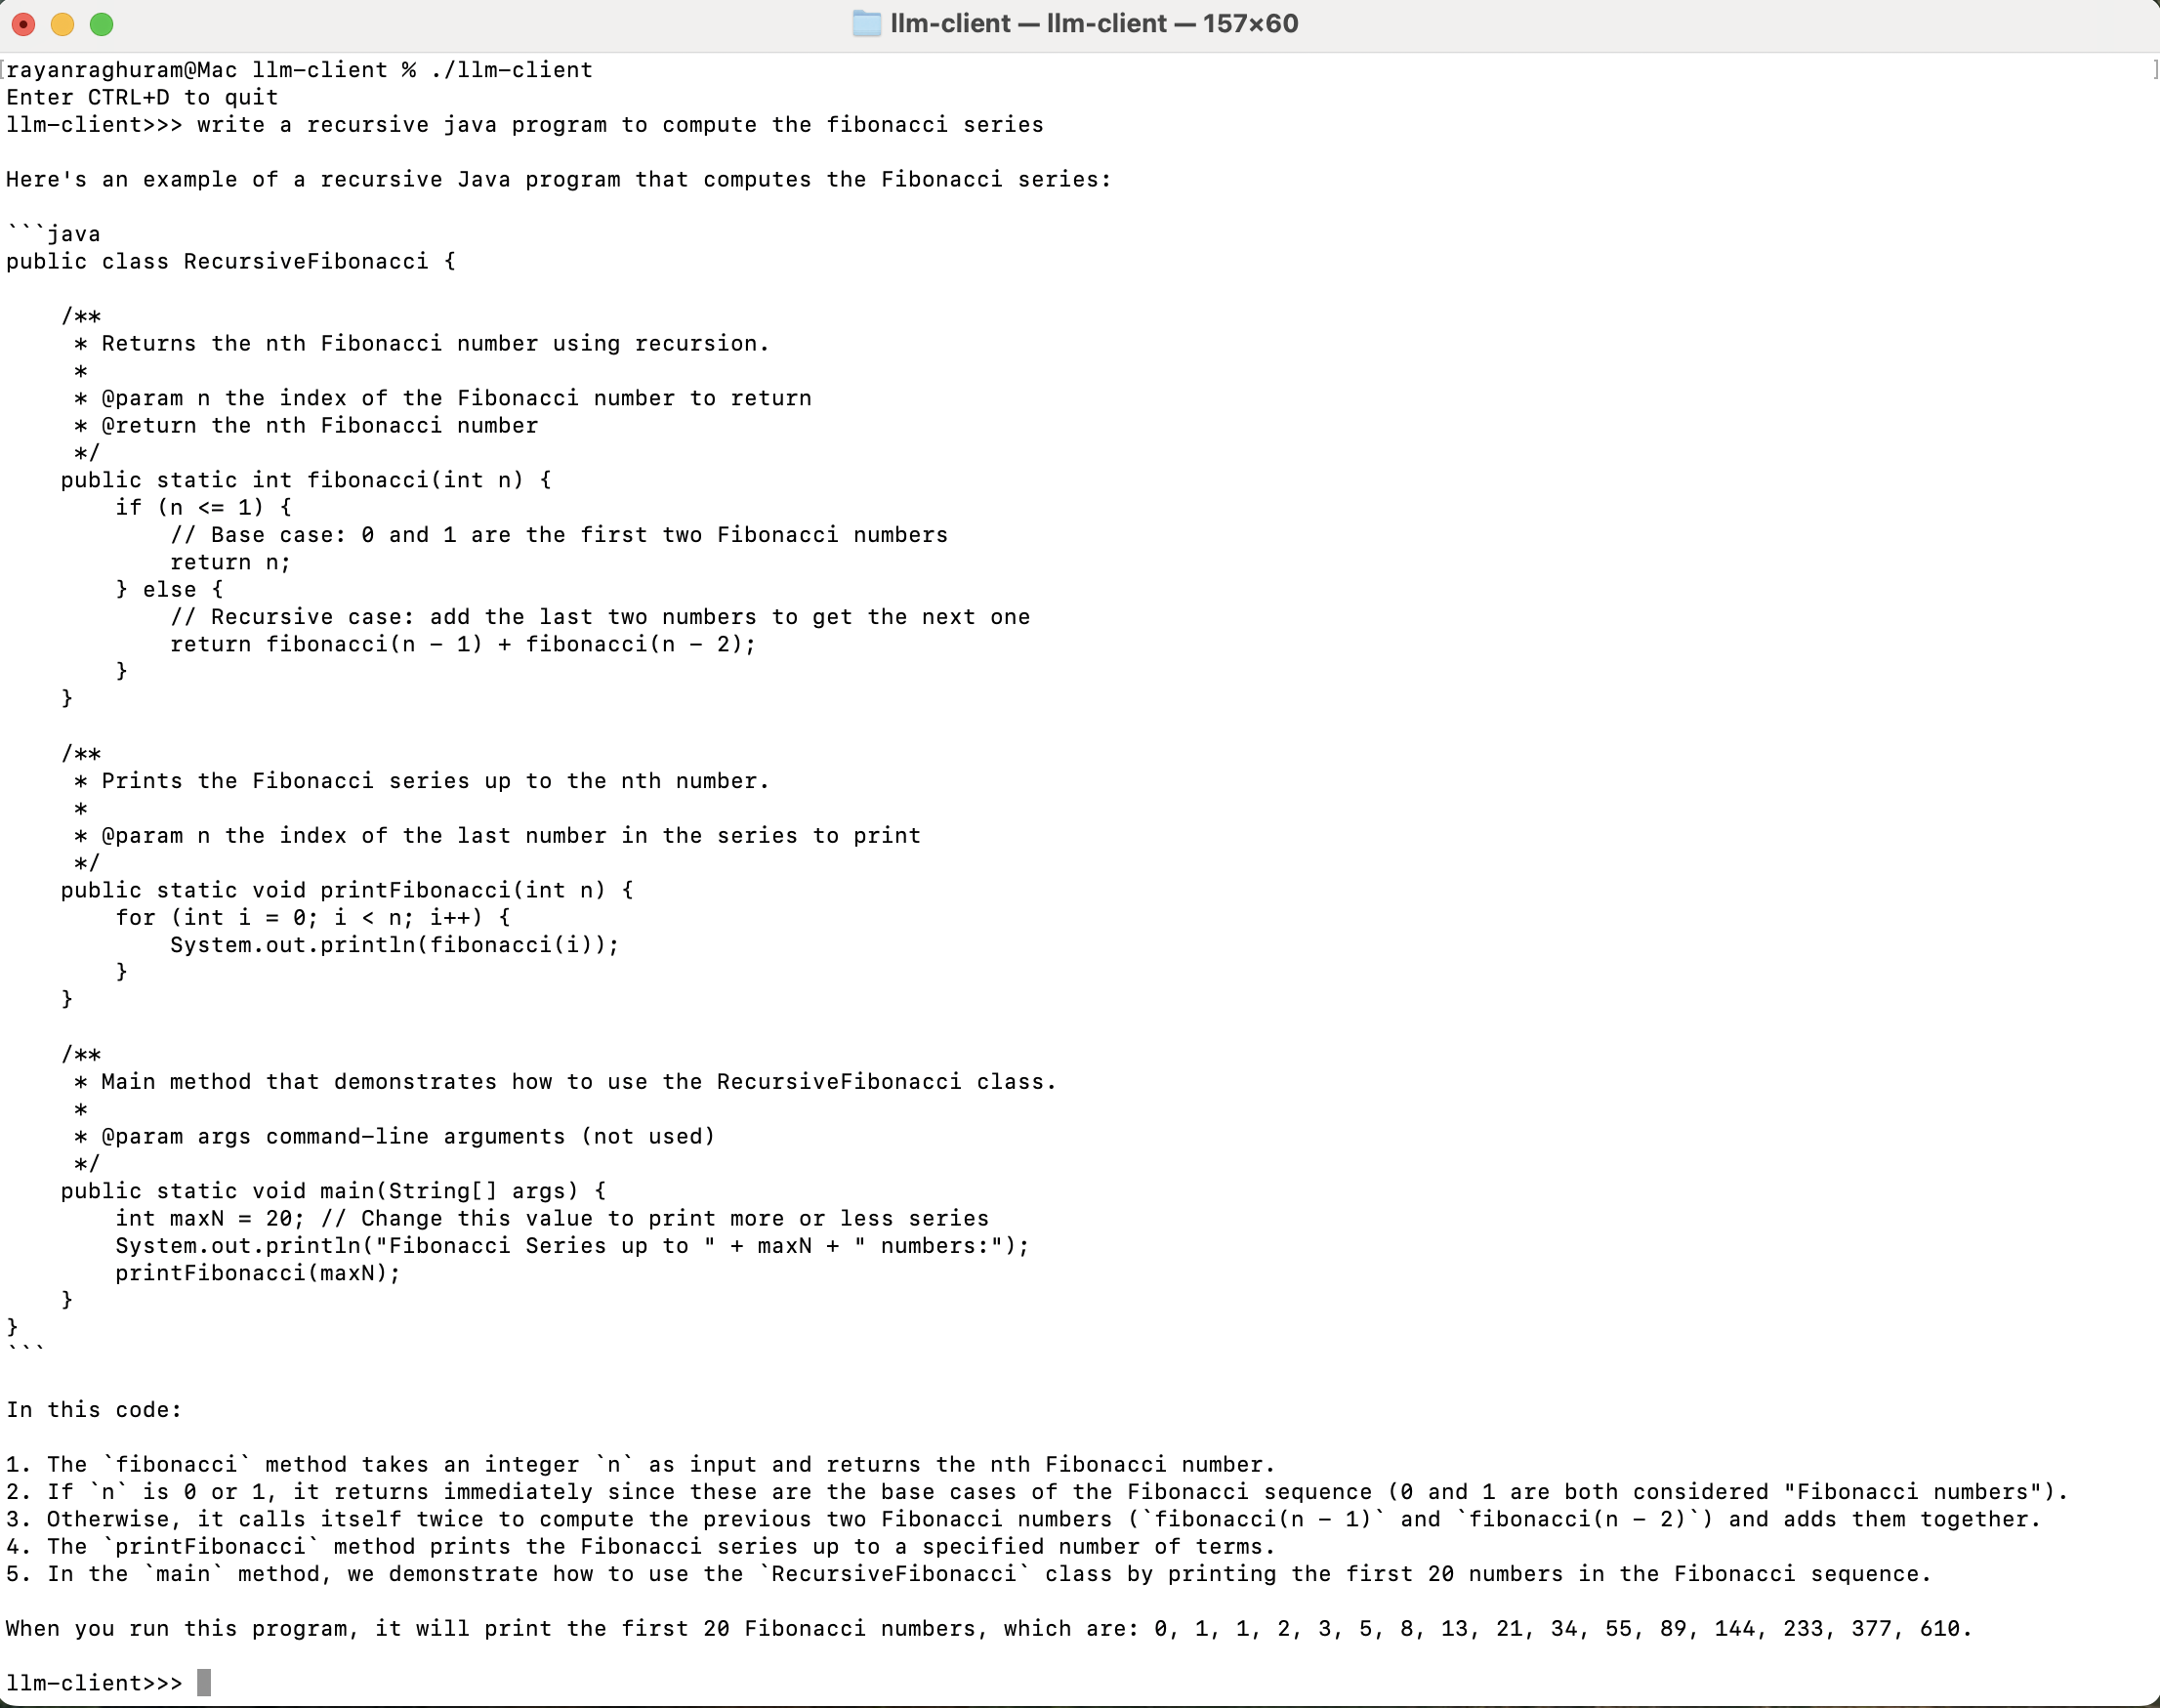 llm-client — llm-client — 157×60
rayanraghuram@Mac llm-client % ./llm-client
Enter CTRL+D to quit
llm-client>>> write a recursive java program to compute the fibonacci series

Here's an example of a recursive Java program that computes the Fibonacci series:

```java
public class RecursiveFibonacci {

    /**
     * Returns the nth Fibonacci number using recursion.
     *
     * @param n the index of the Fibonacci number to return
     * @return the nth Fibonacci number
     */
    public static int fibonacci(int n) {
        if (n <= 1) {
            // Base case: 0 and 1 are the first two Fibonacci numbers
            return n;
        } else {
            // Recursive case: add the last two numbers to get the next one
            return fibonacci(n - 1) + fibonacci(n - 2);
        }
    }

    /**
     * Prints the Fibonacci series up to the nth number.
     *
     * @param n the index of the last number in the series to print
     */
    public static void printFibonacci(int n) {
        for (int i = 0; i < n; i++) {
            System.out.println(fibonacci(i));
        }
    }

    /**
     * Main method that demonstrates how to use the RecursiveFibonacci class.
     *
     * @param args command-line arguments (not used)
     */
    public static void main(String[] args) {
        int maxN = 20; // Change this value to print more or less series
        System.out.println("Fibonacci Series up to " + maxN + " numbers:");
        printFibonacci(maxN);
    }
}
```

In this code:

1. The `fibonacci` method takes an integer `n` as input and returns the nth Fibonacci number.
2. If `n` is 0 or 1, it returns immediately since these are the base cases of the Fibonacci sequence (0 and 1 are both considered "Fibonacci numbers").
3. Otherwise, it calls itself twice to compute the previous two Fibonacci numbers (`fibonacci(n - 1)` and `fibonacci(n - 2)`) and adds them together.
4. The `printFibonacci` method prints the Fibonacci series up to a specified number of terms.
5. In the `main` method, we demonstrate how to use the `RecursiveFibonacci` class by printing the first 20 numbers in the Fibonacci sequence.

When you run this program, it will print the first 20 Fibonacci numbers, which are: 0, 1, 1, 2, 3, 5, 8, 13, 21, 34, 55, 89, 144, 233, 377, 610.

llm-client>>>